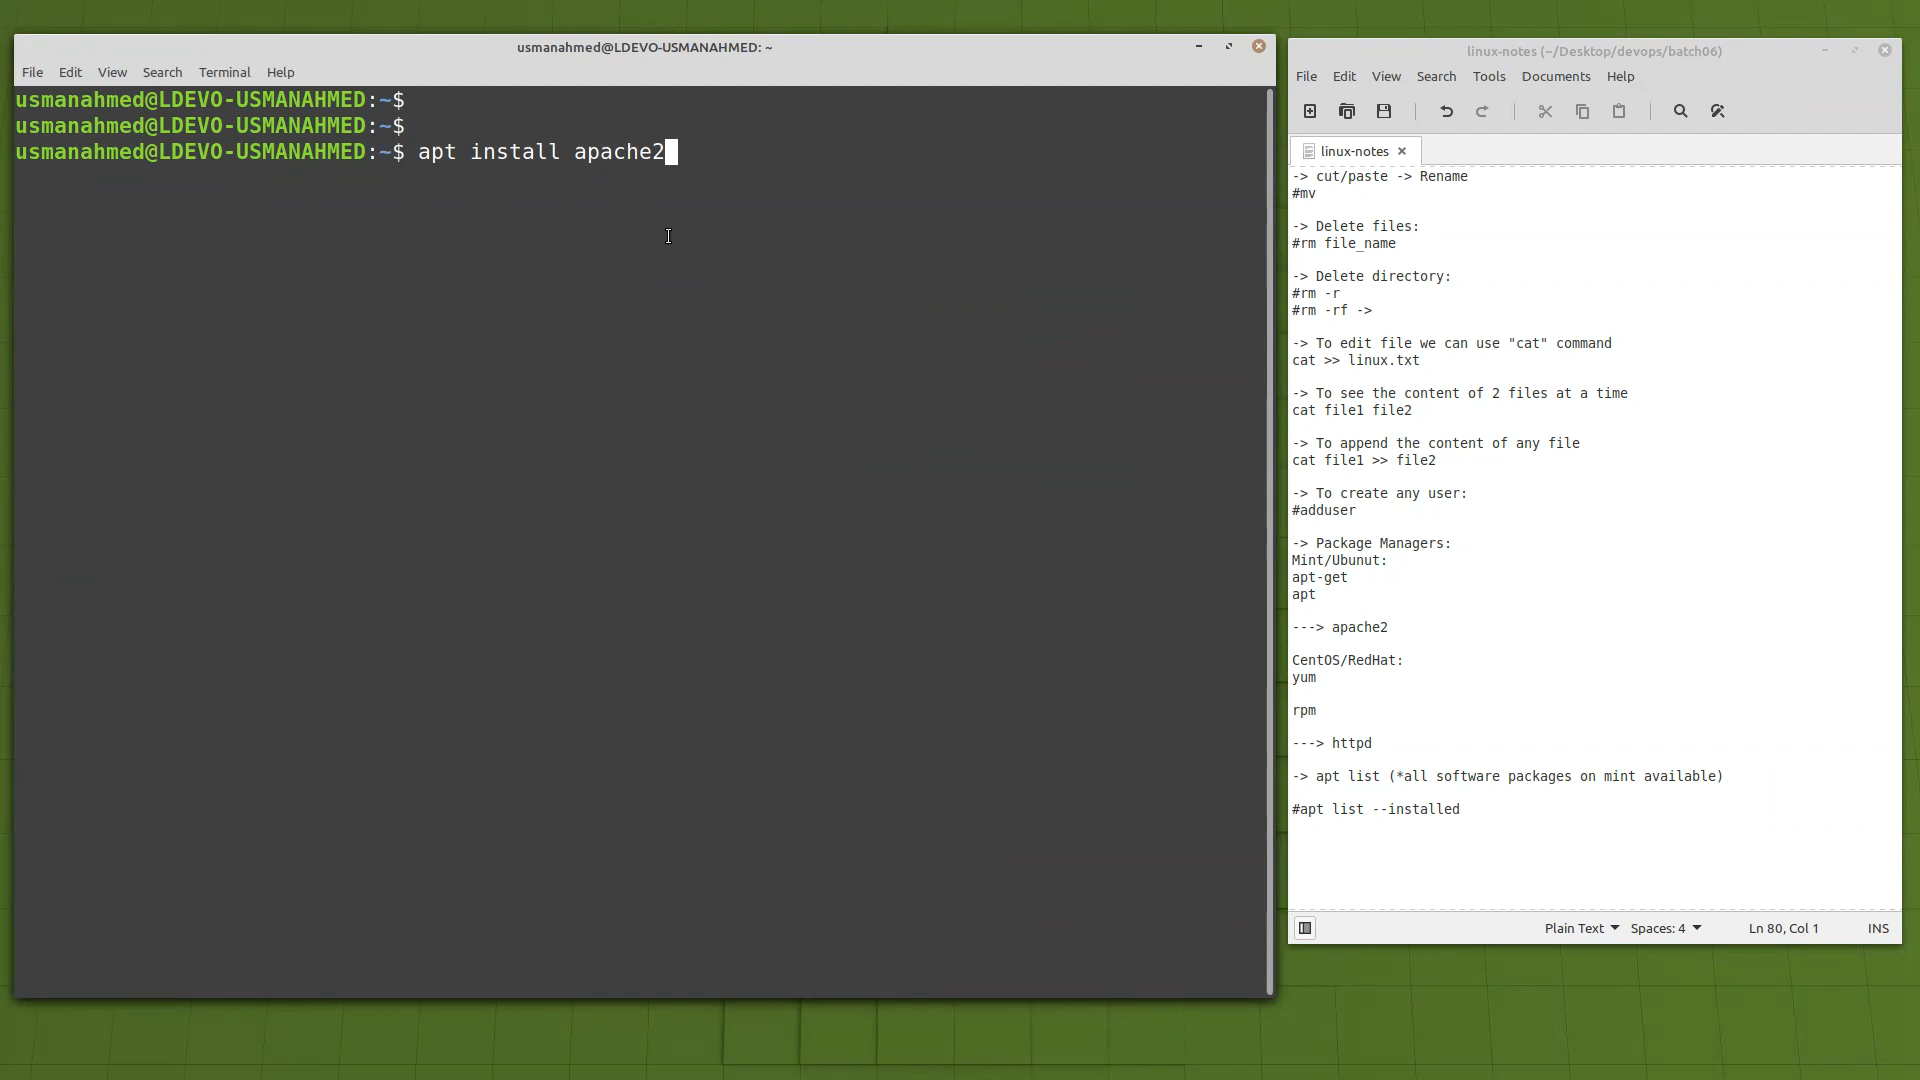 usmanahmed@LDEVO-USMANAHMED: ~
File Edit View Search Terminal Help
usmanahmed@LDEVO-USMANAHMED:~$
usmanahmed@LDEVO-USMANAHMED:~$
usmanahmed@LDEVO-USMANAHMED:~$ apt install apache2
linux-notes (~/Desktop/devops/batch06)
File Edit View Search Tools Documents Help
linux-notes
-> cut/paste -> Rename
#mv
-> Delete files:
#rm file_name
-> Delete directory:
#rm -r
#rm -rf ->
-> To edit file we can use "cat" command
cat >> linux.txt
-> To see the content of 2 files at a time
cat file1 file2
-> To append the content of any file
cat file1 >> file2
-> To create any user:
#adduser
-> Package Managers:
Mint/Ubunut:
apt-get
apt
---> apache2
CentOS/RedHat:
yum
rpm
---> httpd
-> apt list (*all software packages on mint available)
#apt list --installed
Plain Text Spaces: 4 Ln 80, Col 1 INS